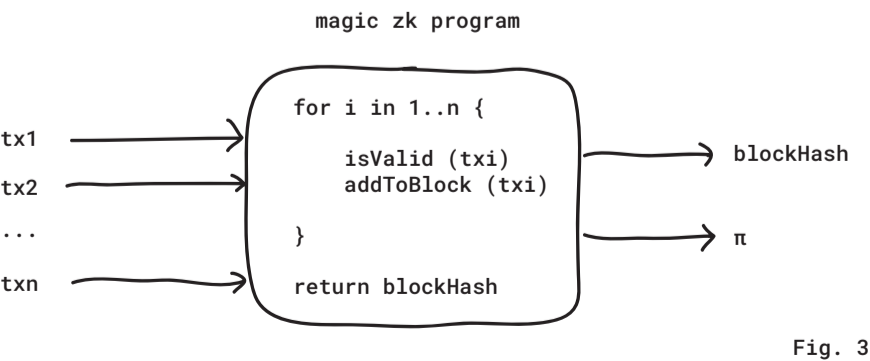 magic zk program
tx1
tx2
...
txn
for i in 1..n {
isValid (txi)
addToBlock (txi)
}
return blockHash
blockHash
π
Fig. 3